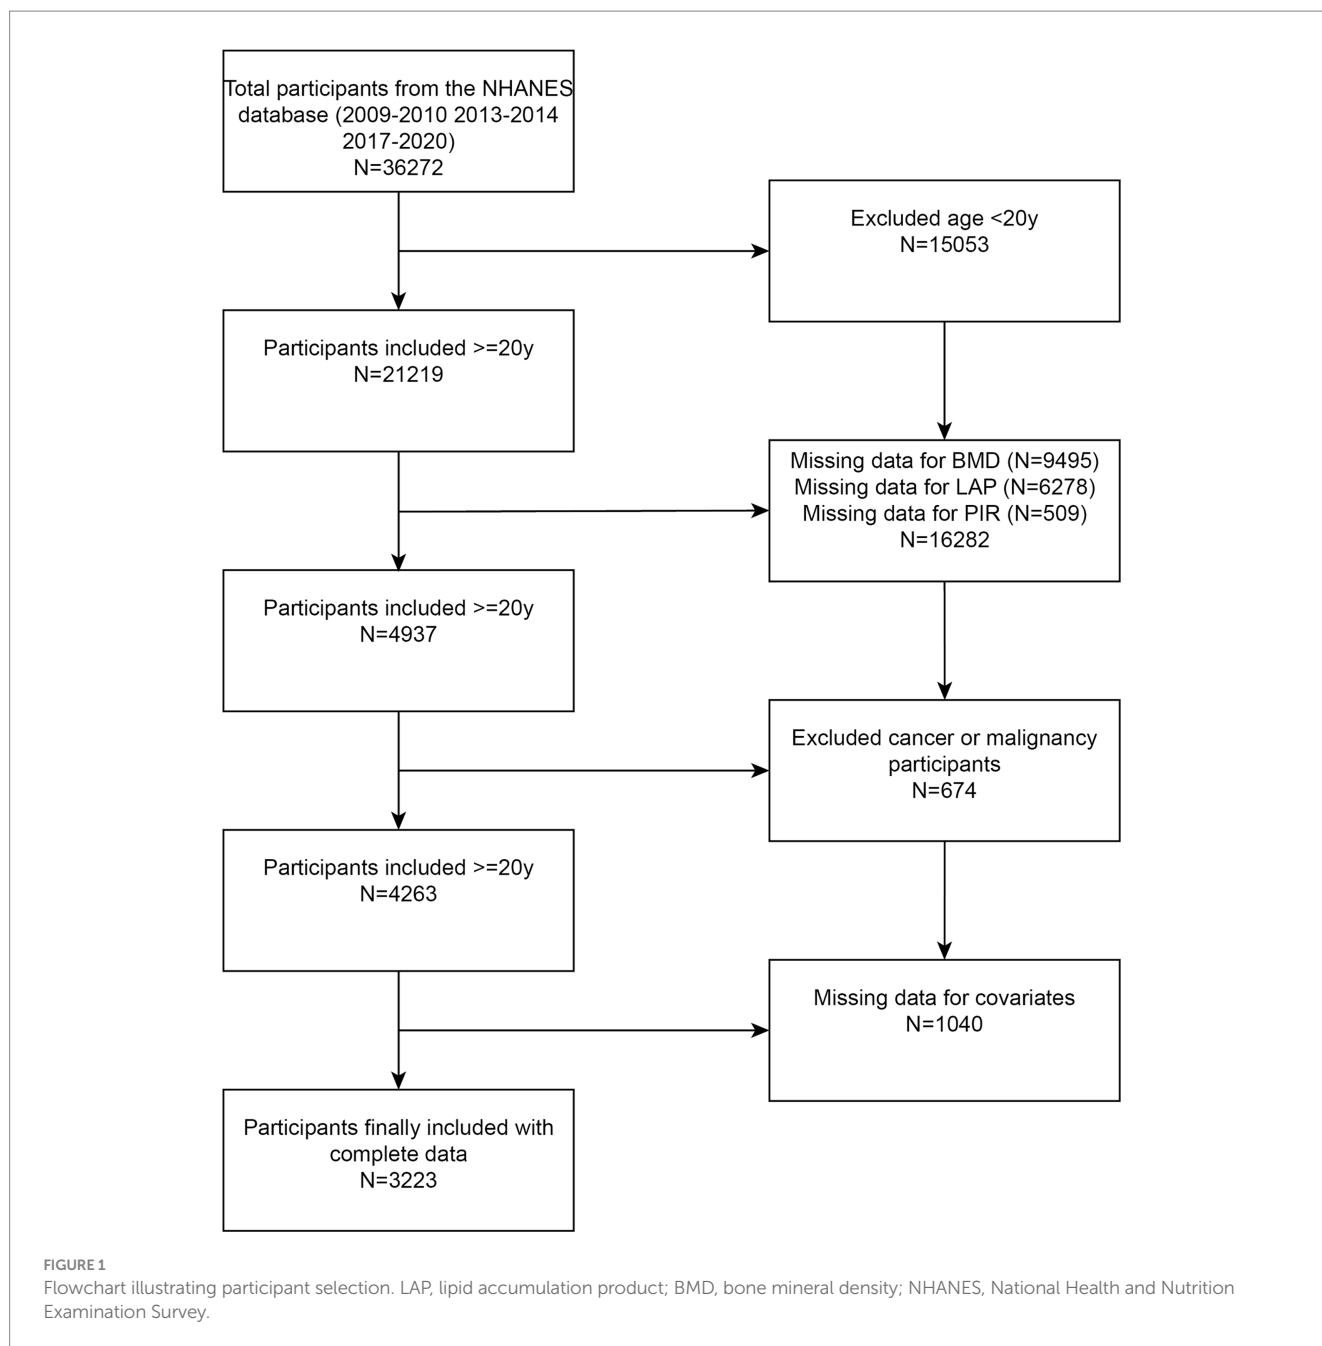 Total participants from the NHANES
database (2009-2010 2013-2014
2017-2020)
N=36272
Excluded age <20y
N=15053
Participants included >=20y
N=21219
Missing data for BMD (N=9495)
Missing data for LAP (N=6278)
Missing data for PIR (N=509)
N=16282
Participants included >=20y
N=4937
Excluded cancer or malignancy
participants
N=674
Participants included >=20y
N=4263
Missing data for covariates
N=1040
Participants finally included with
complete data
N=3223
FIGURE 1
Flowchart illustrating participant selection. LAP, lipid accumulation product; BMD, bone mineral density; NHANES, National Health and Nutrition
Examination Survey.